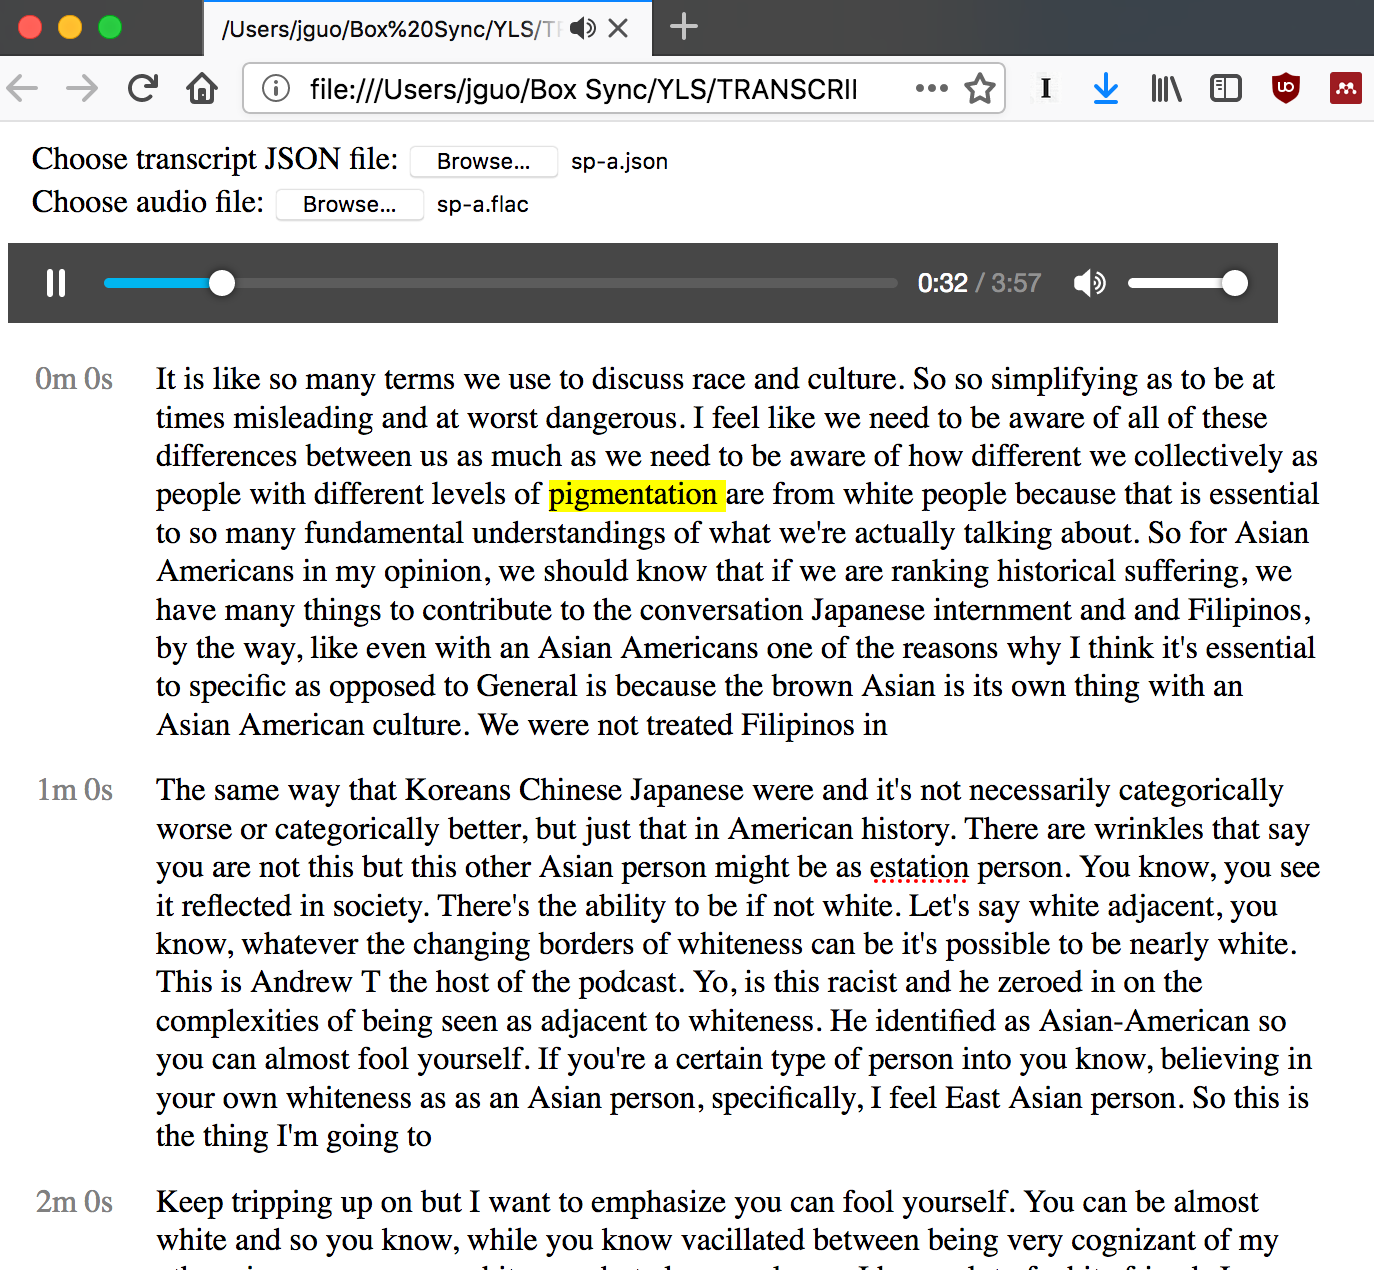 /Users/jguo/Box%20Sync/YLS/TR
file:///Users/jguo/Box Sync/YLS/TRANSCRII
Choose transcript JSON file: Browse... sp-a.json
Choose audio file: Browse... sp-a.flac
0:32 / 3:57
0m 0s It is like so many terms we use to discuss race and culture. So so simplifying as to be at
times misleading and at worst dangerous. I feel like we need to be aware of all of these
differences between us as much as we need to be aware of how different we collectively as
people with different levels of pigmentation are from white people because that is essential
to so many fundamental understandings of what we're actually talking about. So for Asian
Americans in my opinion, we should know that if we are ranking historical suffering, we
have many things to contribute to the conversation Japanese internment and and Filipinos,
by the way, like even with an Asian Americans one of the reasons why I think it's essential
to specific as opposed to General is because the brown Asian is its own thing with an
Asian American culture. We were not treated Filipinos in
1m 0s The same way that Koreans Chinese Japanese were and it's not necessarily categorically
worse or categorically better, but just that in American history. There are wrinkles that say
you are not this but this other Asian person might be as estation person. You know, you see
it reflected in society. There's the ability to be if not white. Let's say white adjacent, you
know, whatever the changing borders of whiteness can be it's possible to be nearly white.
This is Andrew T the host of the podcast. Yo, is this racist and he zeroed in on the
complexities of being seen as adjacent to whiteness. He identified as Asian-American so
you can almost fool yourself. If you're a certain type of person into you know, believing in
your own whiteness as as an Asian person, specifically, I feel East Asian person. So this is
the thing I'm going to
2m 0s Keep tripping up on but I want to emphasize you can fool yourself. You can be almost
white and so you know, while you know vacillated between being very cognizant of my